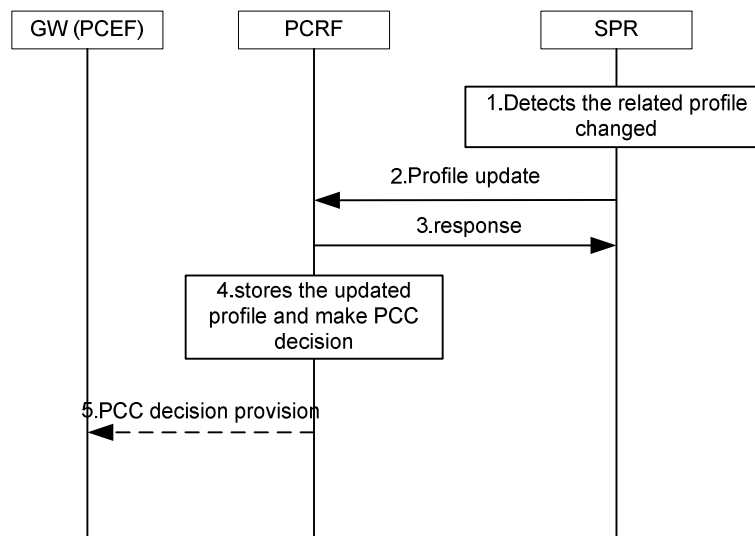 GW (PCEF)
PCRF
SPR
1.Detects the related profile
changed
2.Profile update
3.response
4.stores the updated
profile and make PCC
decision
5.PCC decision provision